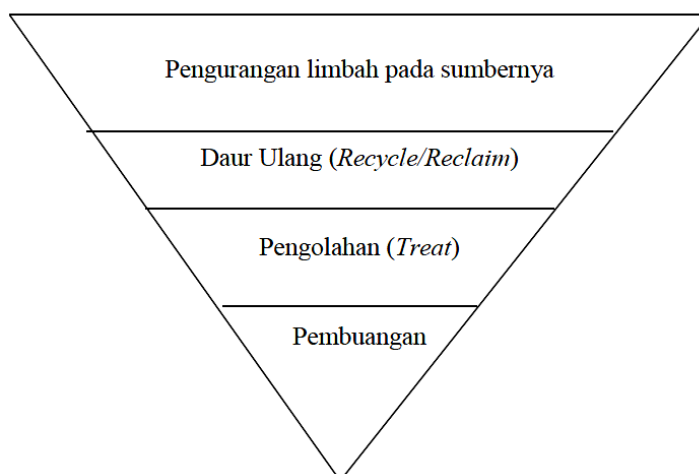 Pengurangan limbah pada sumbernya
Daur Ulang (Recycle/Reclaim)
Pengolahan (Treat)
Pembuangan